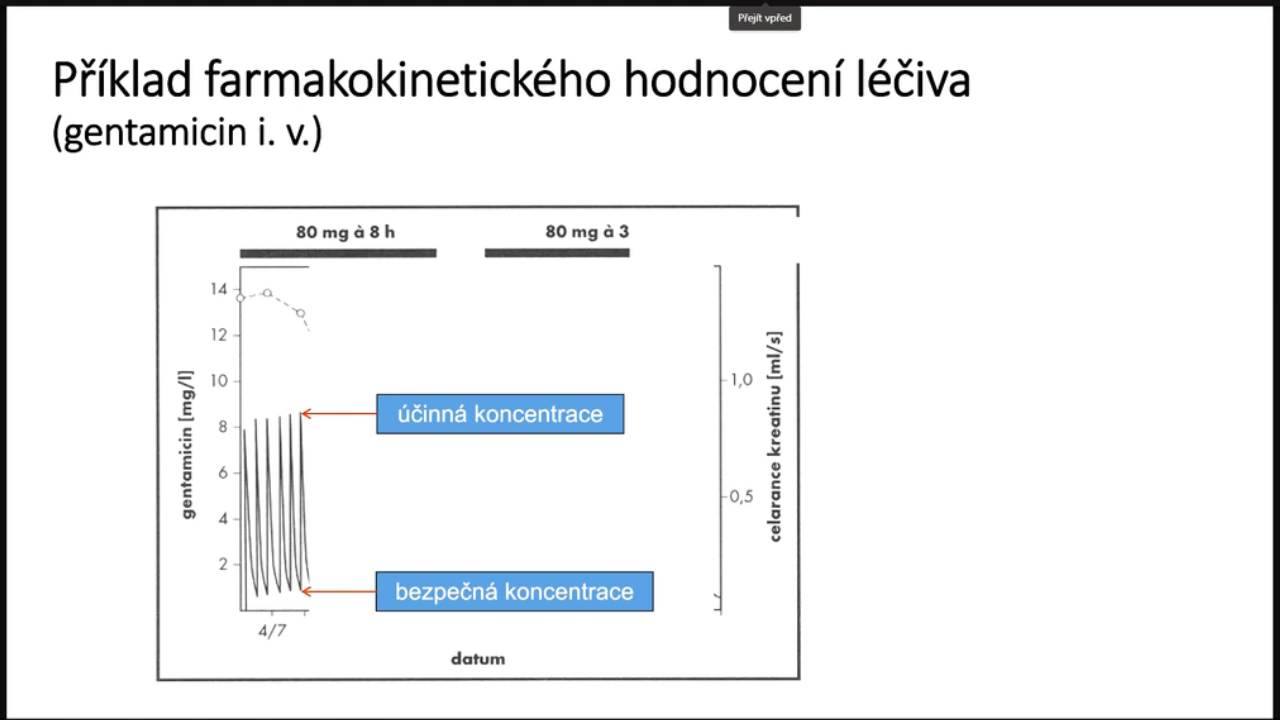 Přejít vpřed
Příklad farmakokinetického hodnocení léčiva
(gentamicin i. v.)
80 mg à 8 h
80 mg à 3
14
12
10
8
6
4
2
gentamicin [mg/l]
účinná koncentrace
bezpečná koncentrace
1,0
0,5
celarance kreatinu [ml/s]
4/7
datum